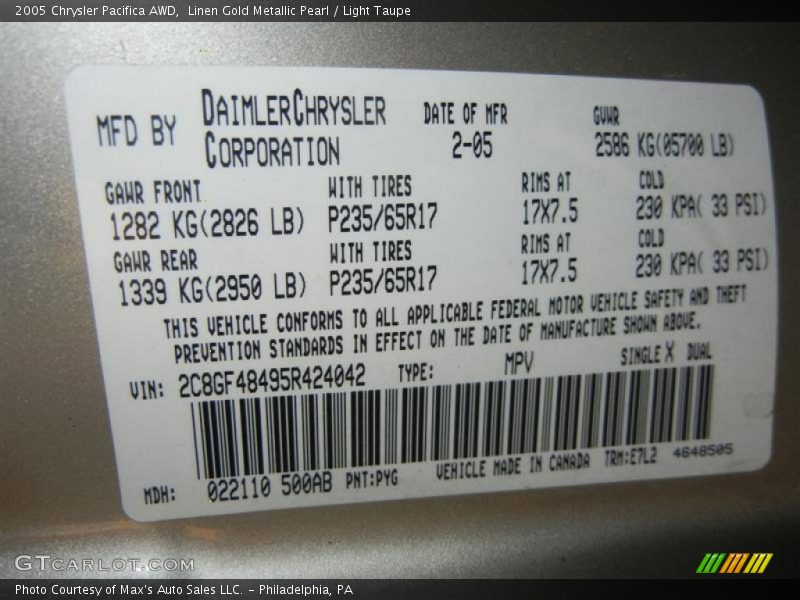 2005 Chrysler Pacifica AWD,  Linen Gold Metallic Pearl / Light Taupe
MFD BY DAIMLERCHRYSLER CORPORATION
DATE OF MFR 2-05
GVWR 2586 KG(05700 LB)
GAWR FRONT WITH TIRES RIMS AT COLD
1282 KG(2826 LB) P235/65R17 17X7.5 230 KPA( 33 PSI)
GAWR REAR WITH TIRES RIMS AT COLD
1339 KG(2950 LB) P235/65R17 17X7.5 230 KPA( 33 PSI)
THIS VEHICLE CONFORMS TO ALL APPLICABLE FEDERAL MOTOR VEHICLE SAFETY AND THEFT
PREVENTION STANDARDS IN EFFECT ON THE DATE OF MANUFACTURE SHOWN ABOVE.
VIN: 2C8GF48495R424042 TYPE: MPV SINGLE X DUAL
MDH: 022110 500AB PNT:PYG VEHICLE MADE IN CANADA TRM:E7L2 4648505
GTCARLOT.COM
Photo Courtesy of Max's Auto Sales LLC. - Philadelphia, PA